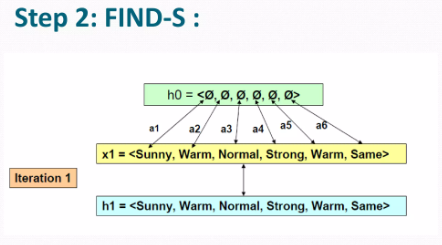 Step 2: FIND-S :
h0 = <Ø, Ø, Ø, Ø, Ø, Ø>
a1 a2 a3 a4 a5 a6
x1 = <Sunny, Warm, Normal, Strong, Warm, Same>
Iteration 1
h1 = <Sunny, Warm, Normal, Strong, Warm, Same>